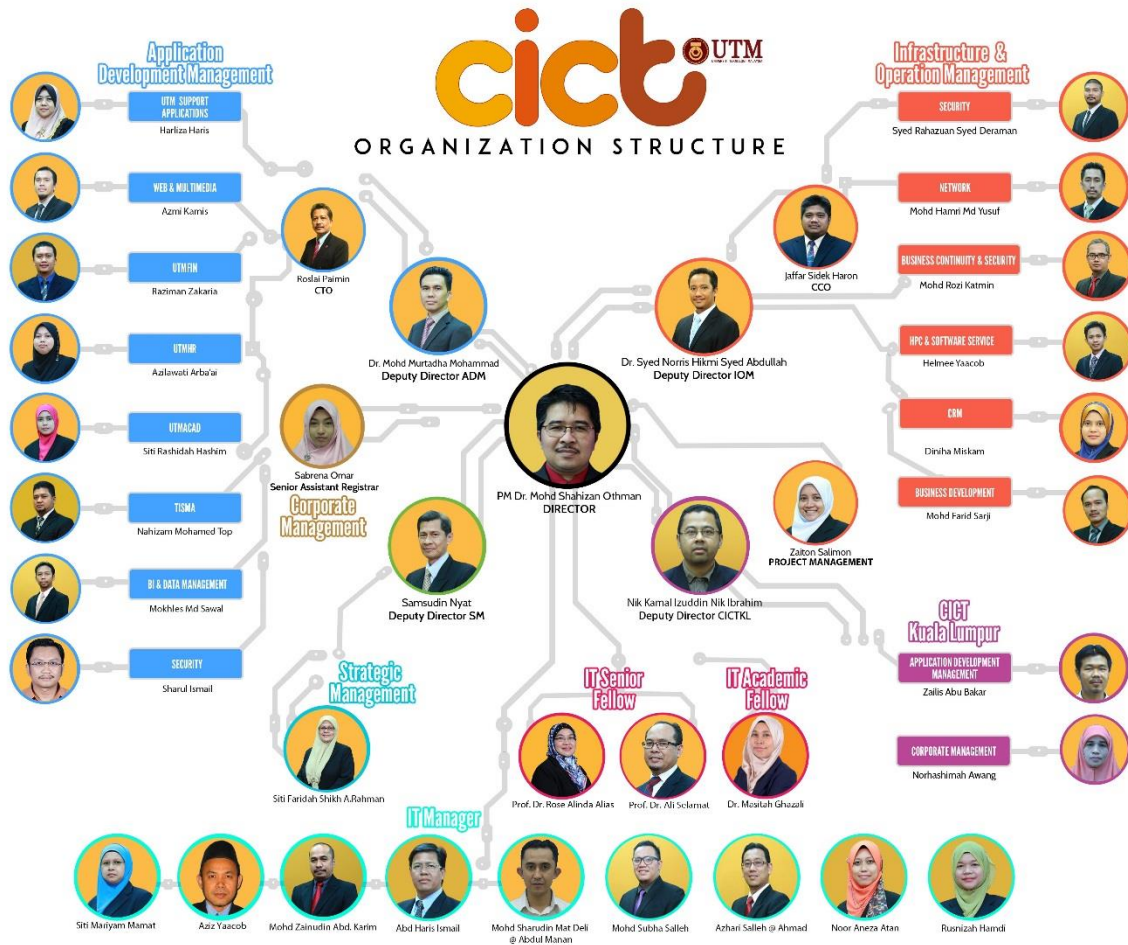 cict
UTM
UNIVERSITI TEKNOLOGI MALAYSIA
ORGANIZATION STRUCTURE
Application
Development Management
UTM SUPPORT
APPLICATIONS
Harliza Haris
WEB & MULTIMEDIA
Azmi Kamis
UTMFIN
Raziman Zakaria
UTMHR
Azilawati Arba'ai
UTMACAD
Siti Rashidah Hashim
TISMA
Nahizam Mohamed Top
BI & DATA MANAGEMENT
Mokhles Md Sawal
SECURITY
Sharul Ismail
Roslai Paimin
CTO
Dr. Mohd Murtadha Mohammad
Deputy Director ADM
Dr. Syed Norris Hikmi Syed Abdullah
Deputy Director IOM
Jaffar Sidek Haron
CCO
Infrastructure &
Operation Management
SECURITY
Syed Rahazuan Syed Deraman
NETWORK
Mohd Hamri Md Yusuf
BUSINESS CONTINUITY & SECURITY
Mohd Rozi Katmin
HPC & SOFTWARE SERVICE
Helmee Yaacob
CRM
Diniha Miskam
BUSINESS DEVELOPMENT
Mohd Farid Sarji
Sabrena Omar
Senior Assistant Registrar
Corporate
Management
PM Dr. Mohd Shahizan Othman
DIRECTOR
Samsudin Nyat
Deputy Director SM
Nik Kamal Izuddin Nik Ibrahim
Deputy Director CICTKL
Zaiton Salimon
PROJECT MANAGEMENT
CICT
Kuala Lumpur
APPLICATION DEVELOPMENT
MANAGEMENT
Zailis Abu Bakar
CORPORATE MANAGEMENT
Norhashimah Awang
Strategic
Management
Siti Faridah Shikh A.Rahman
IT Senior
Fellow
Prof. Dr. Rose Alinda Alias
Prof. Dr. Ali Selamat
IT Academic
Fellow
Dr. Masitah Ghazali
IT Manager
Siti Mariyam Mamat
Aziz Yaacob
Mohd Zainudin Abd. Karim
Abd Haris Ismail
Mohd Sharudin Mat Deli
@ Abdul Manan
Mohd Subha Salleh
Azhari Salleh @ Ahmad
Noor Aneza Atan
Rusnizah Hamdi